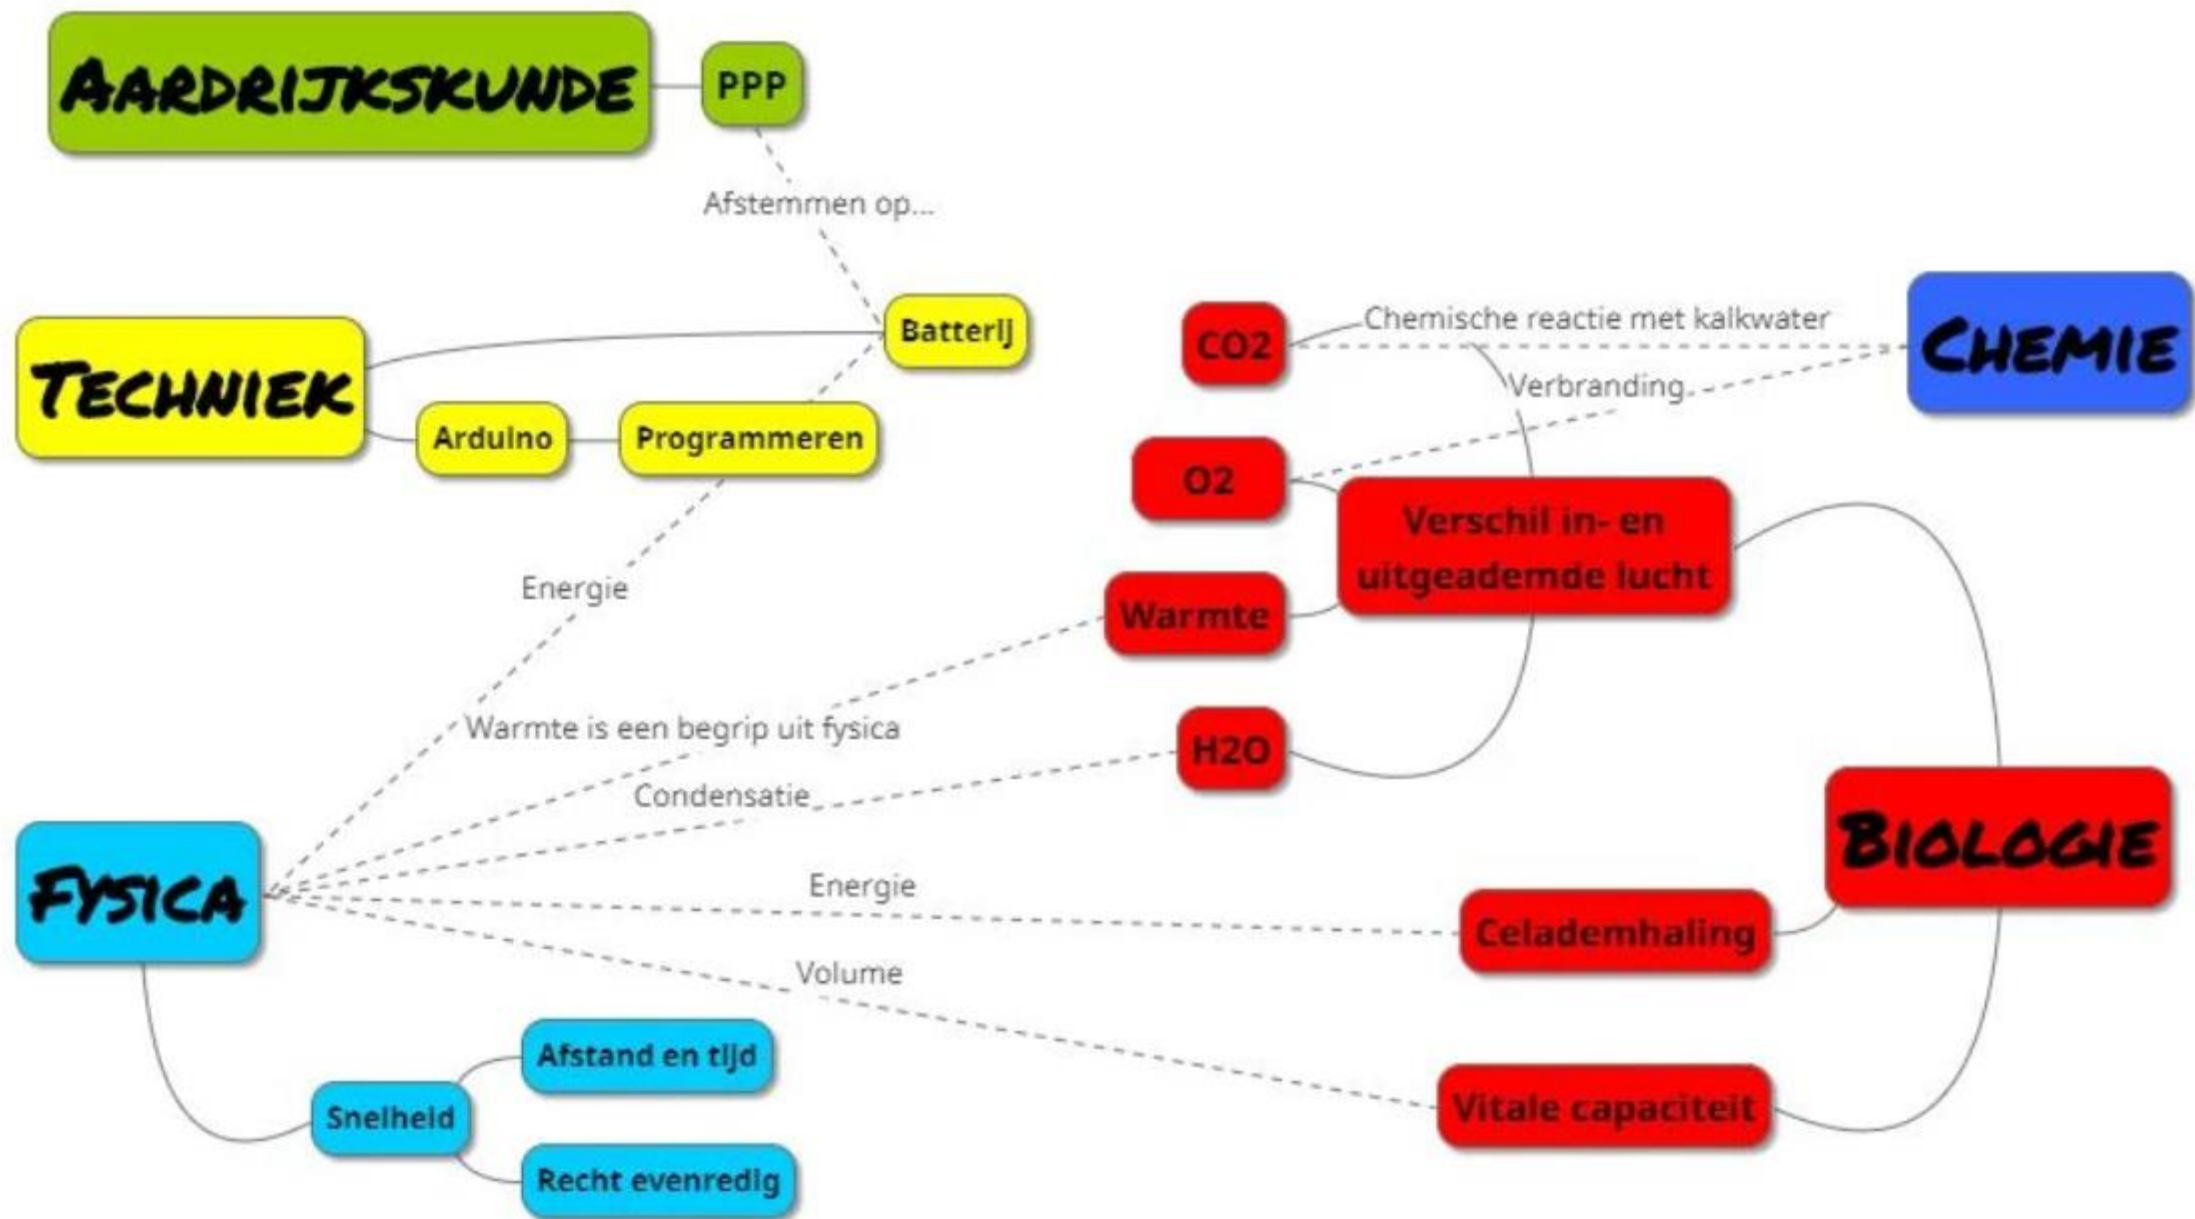 AARDRIJKSKUNDE
PPP
Afstemmen op...
Batterij
TECHNIEK
Arduino
Programmeren
Energie
CO2
Chemische reactie met kalkwater
CHEMIE
Verbranding
O2
Verschil in- en
uitgeademde lucht
Warmte
Warmte is een begrip uit fysica
H2O
Condensatie
FYSICA
BIOLOGIE
Energie
Celademhaling
Volume
Vitale capaciteit
Snelheid
Afstand en tijd
Recht evenredig